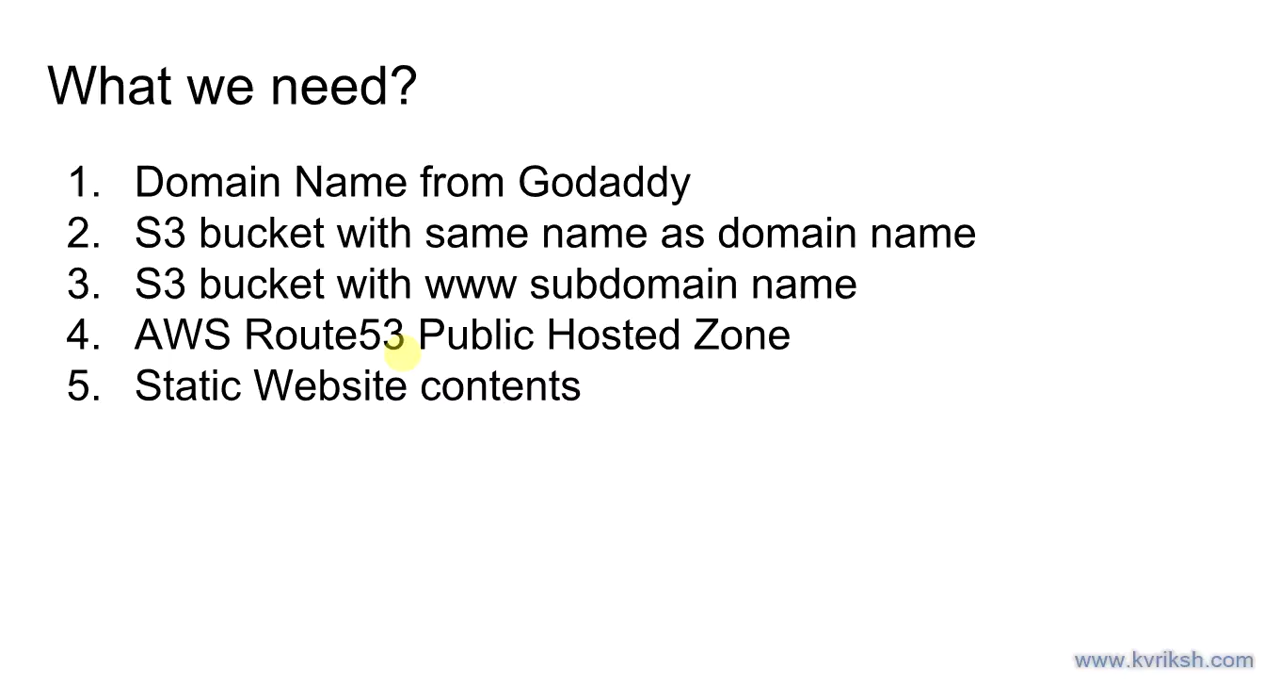 What we need?
1. Domain Name from Godaddy
2. S3 bucket with same name as domain name
3. S3 bucket with www subdomain name
4. AWS Route53 Public Hosted Zone
5. Static Website contents
www.kvriksh.com